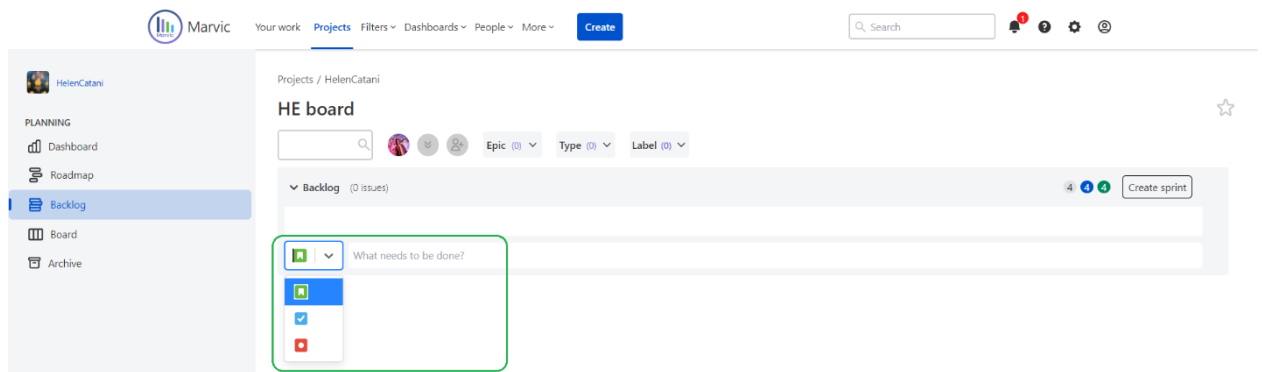 Marvic Your work Projects Filters Dashboards People More Create Search 1
HelenCatani
PLANNING
Dashboard
Roadmap
Backlog
Board
Archive
Projects / HelenCatani
HE board
Epic (0) Type (0) Label (0)
Backlog (0 issues) 4 4 4 Create sprint
What needs to be done?